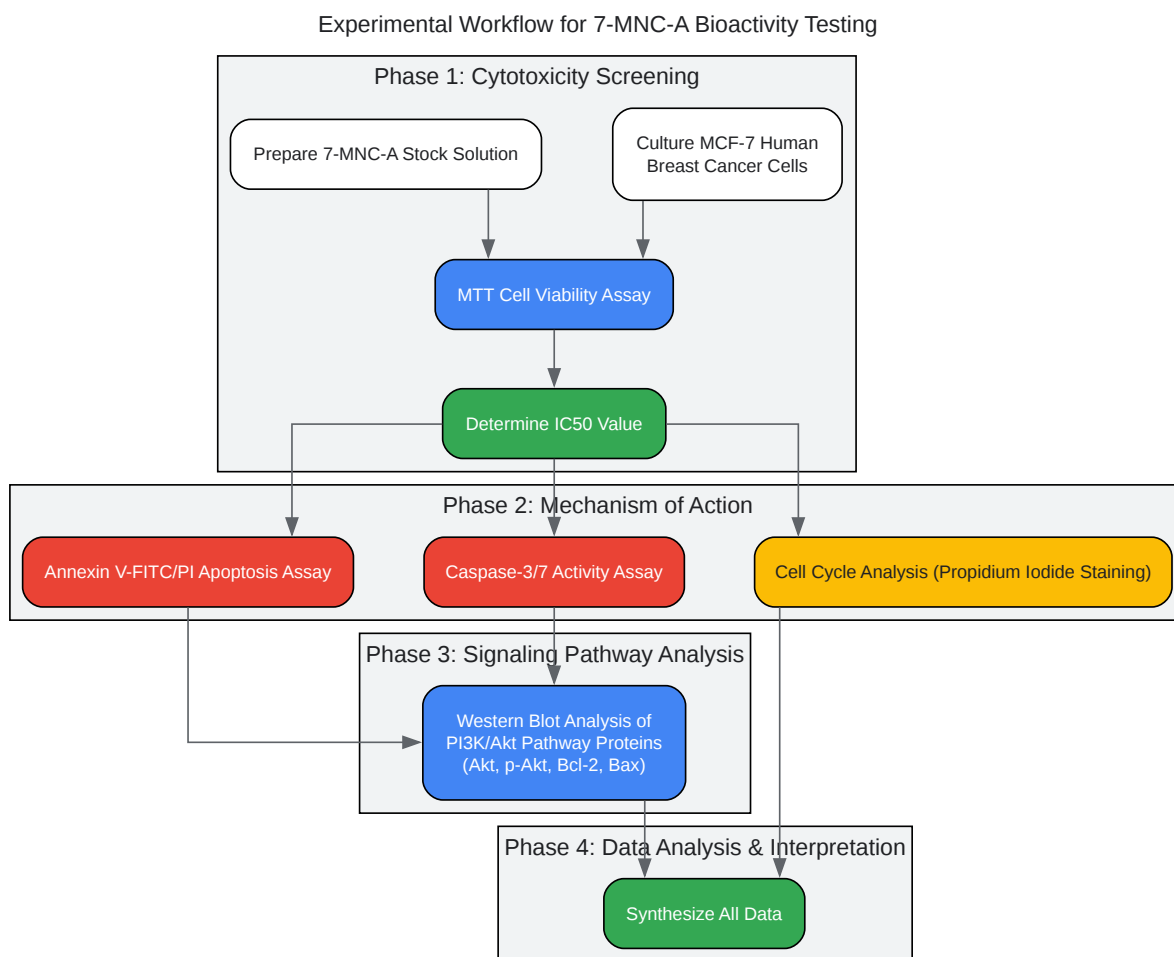 Experimental Workflow for 7-MNC-A Bioactivity Testing
Phase 1: Cytotoxicity Screening
Prepare 7-MNC-A Stock Solution
Culture MCF-7 Human
Breast Cancer Cells
MTT Cell Viability Assay
Determine IC50 Value
Phase 2: Mechanism of Action
Annexin V-FITC/PI Apoptosis Assay
Caspase-3/7 Activity Assay
Cell Cycle Analysis (Propidium Iodide Staining)
Phase 3: Signaling Pathway Analysis
Western Blot Analysis of
PI3K/Akt Pathway Proteins
(Akt, p-Akt, Bcl-2, Bax)
Phase 4: Data Analysis & Interpretation
Synthesize All Data